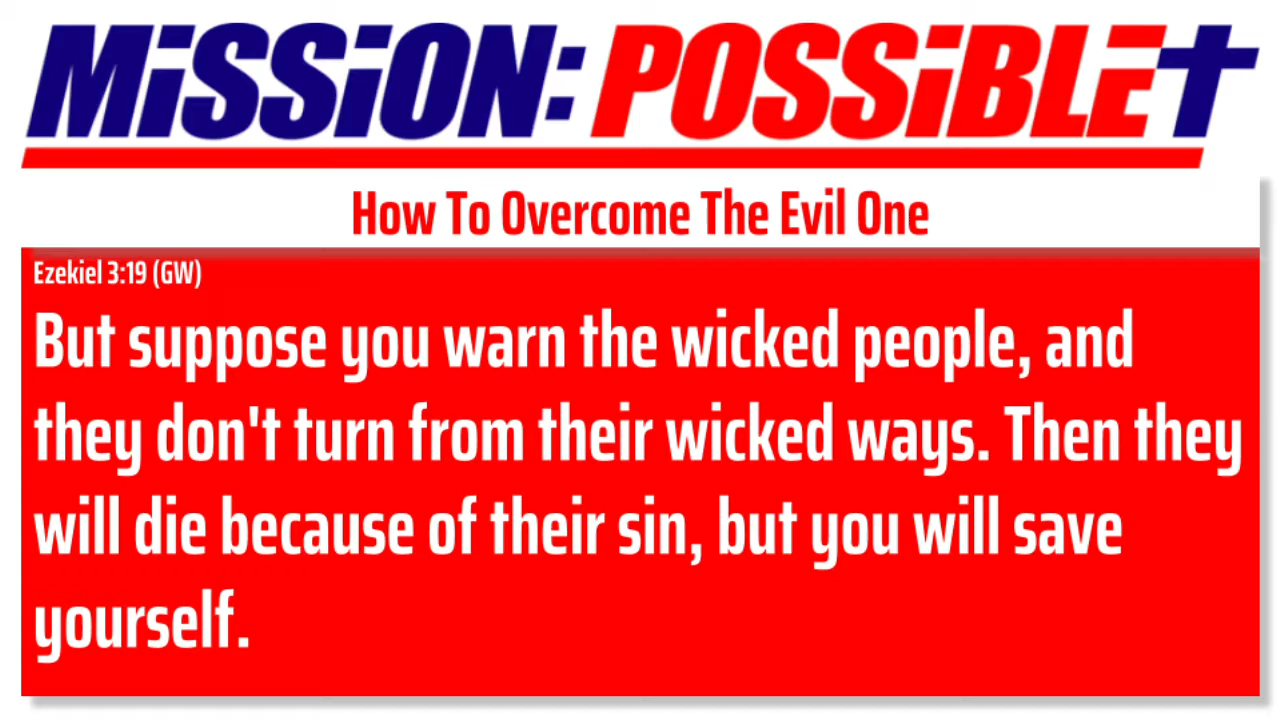 MiSSiON: POSSiBLE
How To Overcome The Evil One
Ezekiel 3:19 (GW)
But suppose you warn the wicked people, and
they don't turn from their wicked ways. Then they
will die because of their sin, but you will save
yourself.